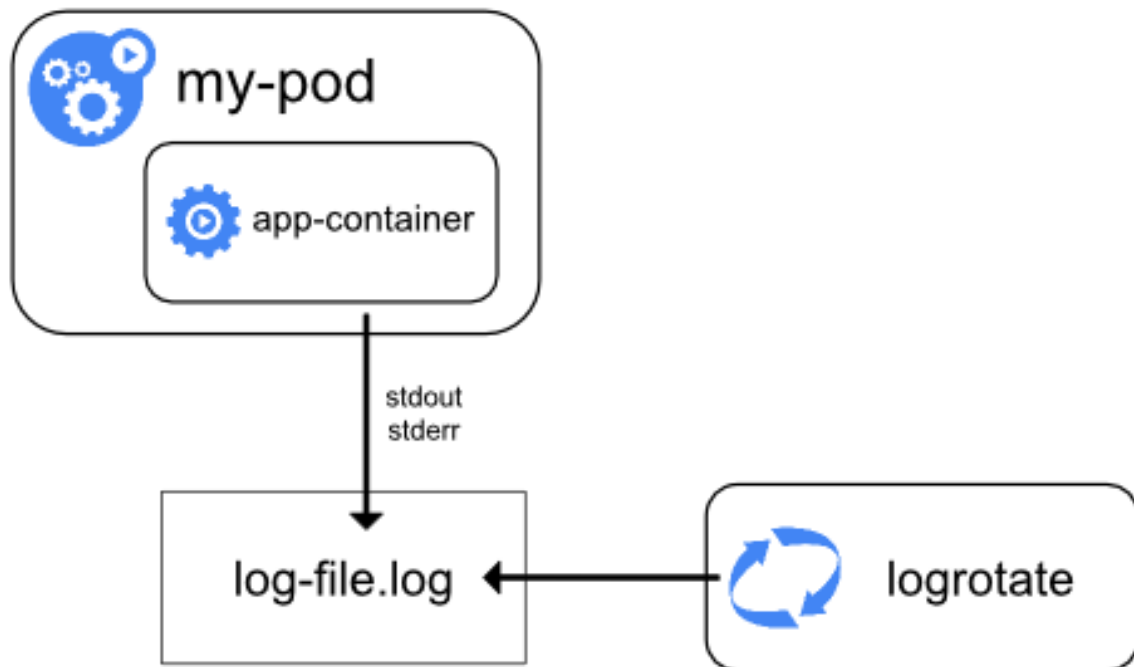 my-pod
app-container
stdout
stderr
log-file.log
logrotate